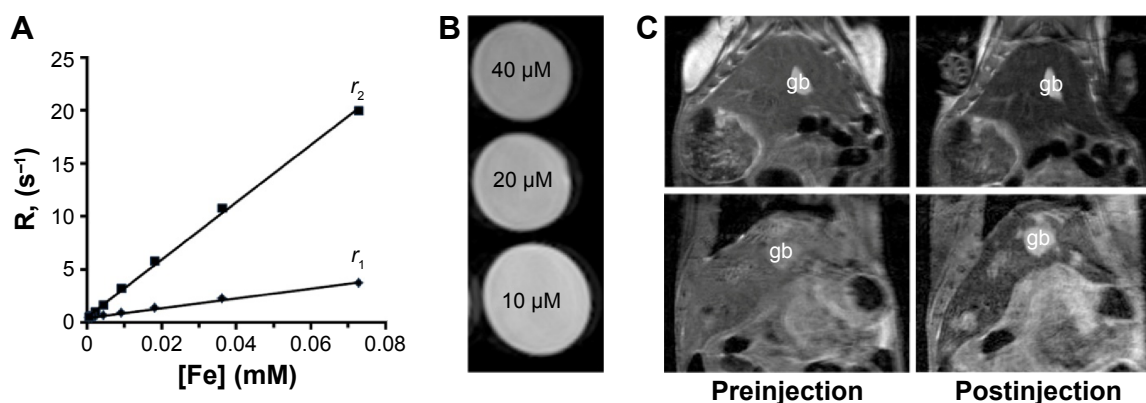 A
25
20
15
10
5
0
R, (s⁻¹)
0
0.02
0.04
0.06
0.08
[Fe] (mM)
r₂
r₁
B
40 µM
20 µM
10 µM
C
gb
gb
gb
gb
Preinjection
Postinjection